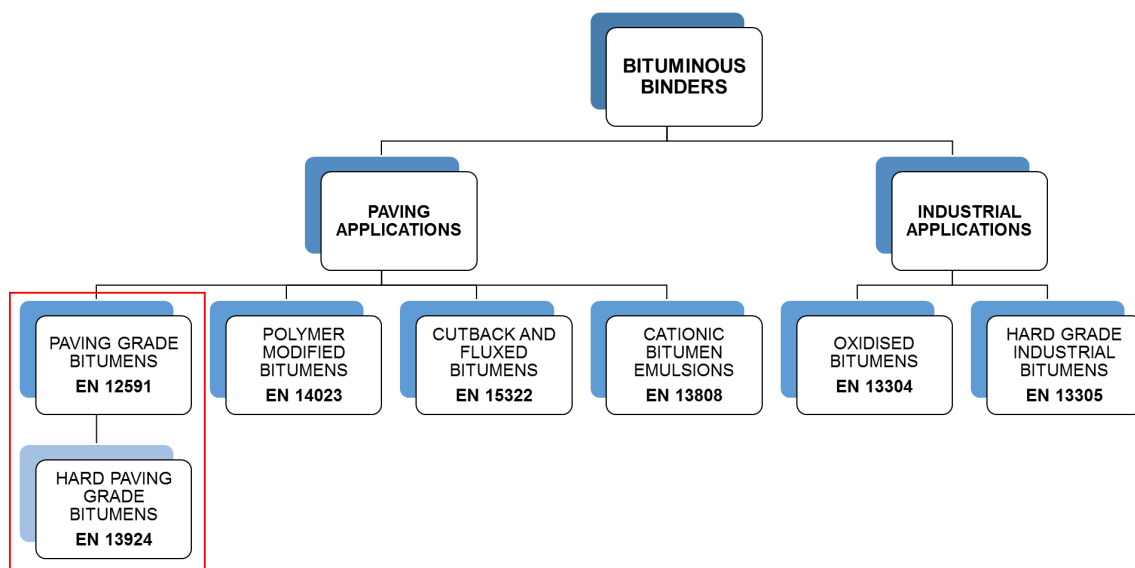 BITUMINOUS
BINDERS
PAVING
APPLICATIONS
INDUSTRIAL
APPLICATIONS
PAVING GRADE
BITUMENS
EN 12591
POLYMER
MODIFIED
BITUMENS
EN 14023
CUTBACK AND
FLUXED
BITUMENS
EN 15322
CATIONIC
BITUMEN
EMULSIONS
EN 13808
OXIDISED
BITUMENS
EN 13304
HARD GRADE
INDUSTRIAL
BITUMENS
EN 13305
HARD PAVING
GRADE
BITUMENS
EN 13924